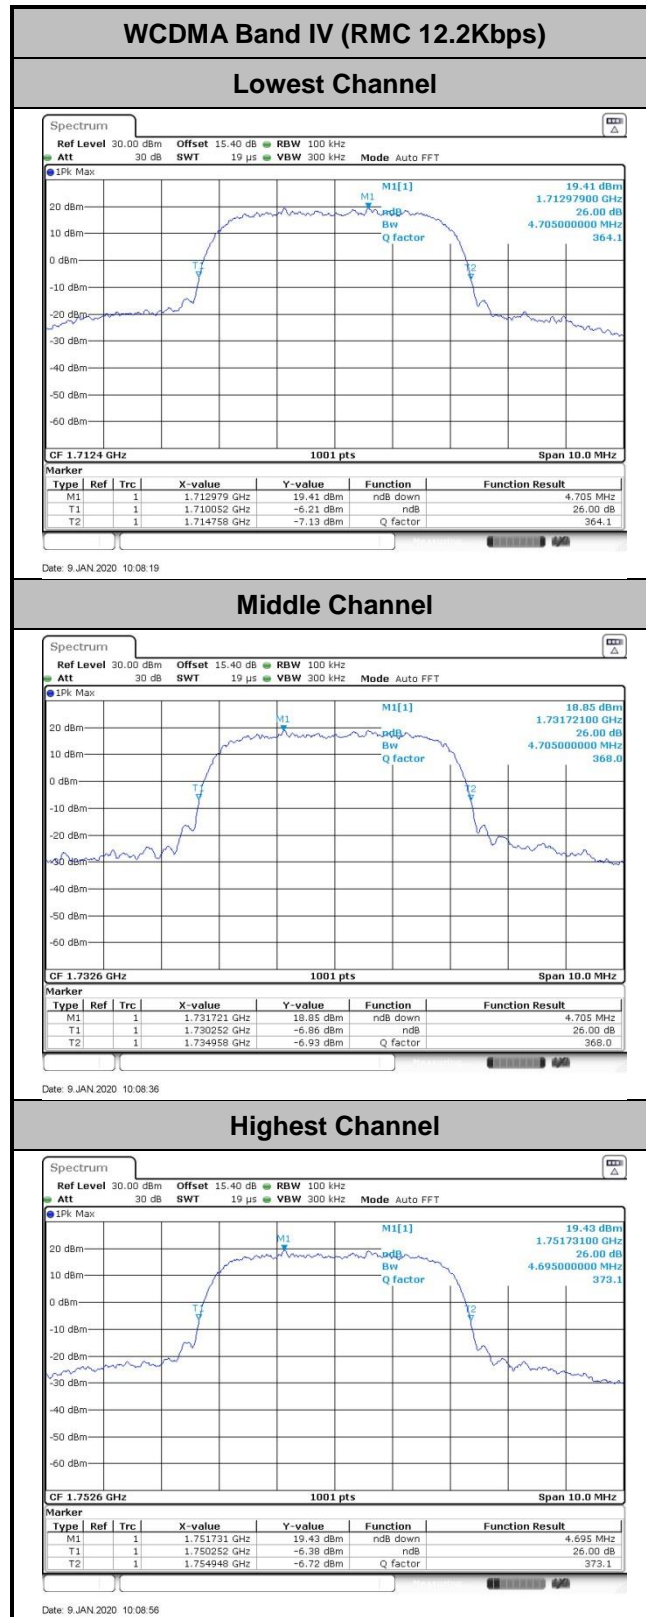 WCDMA Band IV (RMC 12.2Kbps)
Lowest Channel
Spectrum
Ref Level 30.00 dBm Offset 15.40 dB RBW 100 kHz
Att 30 dB SWT 19 µs VBW 300 kHz Mode Auto FFT
1Pk Max
M1[1] 19.41 dBm
1.71297900 GHz
M1
20 dBm
ndB 26.00 dB
Bw 4.705000000 MHz
10 dBm
Q factor 364.1
0 dBm
T1
T2
-10 dBm
-20 dBm
-30 dBm
-40 dBm
-50 dBm
-60 dBm
CF 1.7124 GHz 1001 pts Span 10.0 MHz
Marker
Type Ref Trc X-value Y-value Function Function Result
M1 1 1.712979 GHz 19.41 dBm ndB down 4.705 MHz
T1 1 1.710052 GHz -6.21 dBm ndB 26.00 dB
T2 1 1.714758 GHz -7.13 dBm Q factor 364.1
Date: 9.JAN.2020 10:08:19
Middle Channel
Spectrum
Ref Level 30.00 dBm Offset 15.40 dB RBW 100 kHz
Att 30 dB SWT 19 µs VBW 300 kHz Mode Auto FFT
1Pk Max
M1[1] 18.85 dBm
1.73172100 GHz
M1
20 dBm
ndB 26.00 dB
Bw 4.705000000 MHz
10 dBm
Q factor 368.0
0 dBm
T1
T2
-10 dBm
-20 dBm
-30 dBm
-40 dBm
-50 dBm
-60 dBm
CF 1.7326 GHz 1001 pts Span 10.0 MHz
Marker
Type Ref Trc X-value Y-value Function Function Result
M1 1 1.731721 GHz 18.85 dBm ndB down 4.705 MHz
T1 1 1.730252 GHz -6.86 dBm ndB 26.00 dB
T2 1 1.734958 GHz -6.93 dBm Q factor 368.0
Date: 9.JAN.2020 10:08:36
Highest Channel
Spectrum
Ref Level 30.00 dBm Offset 15.40 dB RBW 100 kHz
Att 30 dB SWT 19 µs VBW 300 kHz Mode Auto FFT
1Pk Max
M1[1] 19.43 dBm
1.75173100 GHz
M1
20 dBm
ndB 26.00 dB
Bw 4.695000000 MHz
10 dBm
Q factor 373.1
0 dBm
T1
T2
-10 dBm
-20 dBm
-30 dBm
-40 dBm
-50 dBm
-60 dBm
CF 1.7526 GHz 1001 pts Span 10.0 MHz
Marker
Type Ref Trc X-value Y-value Function Function Result
M1 1 1.751731 GHz 19.43 dBm ndB down 4.695 MHz
T1 1 1.750252 GHz -6.38 dBm ndB 26.00 dB
T2 1 1.754948 GHz -6.72 dBm Q factor 373.1
Date: 9.JAN.2020 10:08:56